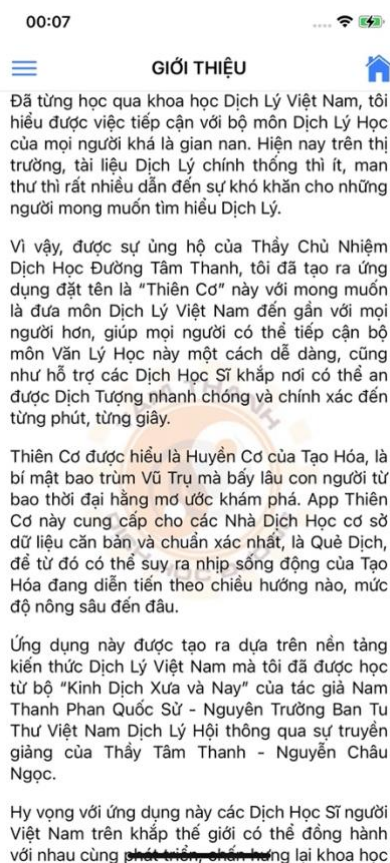 00:07
GIỚI THIỆU
Đã từng học qua khoa học Dịch Lý Việt Nam, tôi
hiểu được việc tiếp cận với bộ môn Dịch Lý Học
của mọi người khá là gian nan. Hiện nay trên thị
trường, tài liệu Dịch Lý chính thống thì ít, man
thư thì rất nhiều dẫn đến sự khó khăn cho những
người mong muốn tìm hiểu Dịch Lý.
Vì vậy, được sự ủng hộ của Thầy Chủ Nhiệm
Dịch Học Đường Tâm Thanh, tôi đã tạo ra ứng
dụng đặt tên là “Thiên Cơ” này với mong muốn
là đưa môn Dịch Lý Việt Nam đến gần với mọi
người hơn, giúp mọi người có thể tiếp cận bộ
môn Văn Lý Học này một cách dễ dàng, cũng
như hỗ trợ các Dịch Học Sĩ khắp nơi có thể an
được Dịch Tượng nhanh chóng và chính xác đến
từng phút, từng giây.
Thiên Cơ được hiểu là Huyền Cơ của Tạo Hóa, là
bí mật bao trùm Vũ Trụ mà bấy lâu con người từ
bao thời đại hằng mơ ước khám phá. App Thiên
Cơ này cung cấp cho các Nhà Dịch Học cơ sở
dữ liệu căn bản và chuẩn xác nhất, là Quẻ Dịch,
để từ đó có thể suy ra nhịp sống động của Tạo
Hóa đang diễn tiến theo chiều hướng nào, mức
độ nông sâu đến đâu.
Ứng dụng này được tạo ra dựa trên nền tảng
kiến thức Dịch Lý Việt Nam mà tôi đã được học
từ bộ “Kinh Dịch Xưa và Nay” của tác giả Nam
Thanh Phan Quốc Sử - Nguyên Trưởng Ban Tu
Thư Việt Nam Dịch Lý Hội thông qua sự truyền
giảng của Thầy Tâm Thanh - Nguyễn Châu
Ngọc.
Hy vọng với ứng dụng này các Dịch Học Sĩ người
Việt Nam trên khắp thế giới có thể đồng hành
với nhau cùng phát triển, chấn hưng lại khoa học